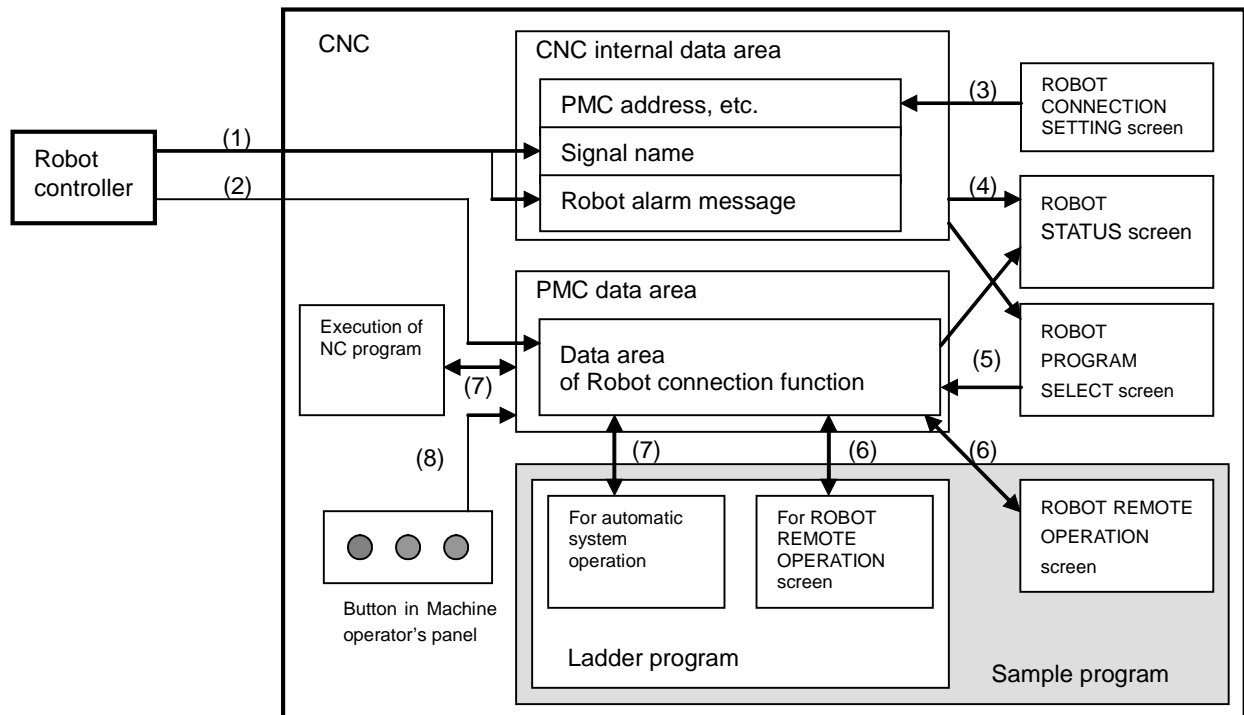 CNC
CNC internal data area
PMC address, etc.
Signal name
Robot alarm message
(3)
ROBOT
CONNECTION
SETTING screen
Robot
controller
(1)
(2)
(4)
ROBOT
STATUS screen
PMC data area
Data area
of Robot connection function
Execution of
NC program
(7)
(5)
ROBOT
PROGRAM
SELECT screen
(8)
(7)
(6)
(6)
For automatic
system
operation
For ROBOT
REMOTE
OPERATION
screen
ROBOT REMOTE
OPERATION
screen
Button in Machine
operator's panel
Ladder program
Sample program